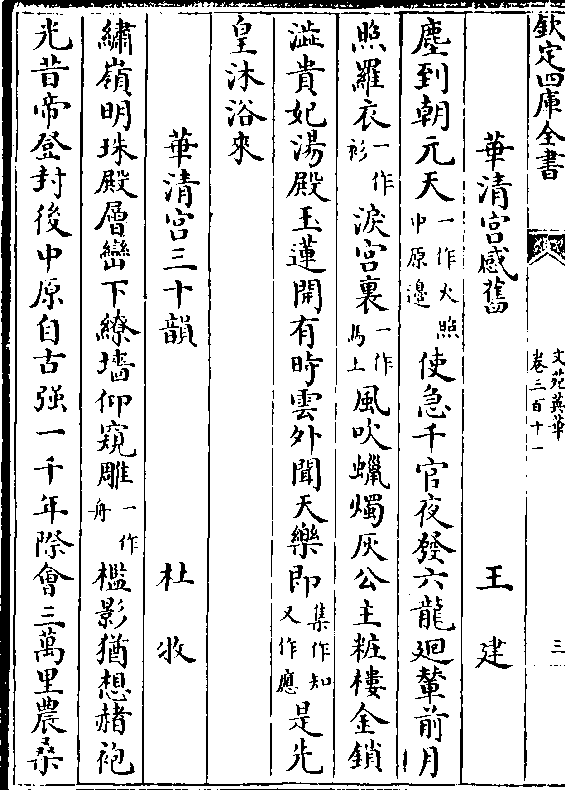 欽定四庫全書
文苑英華
卷三百十一
三
華清宫感舊 王建
塵到朝元天一作火照中原邊使急千官夜發六龍廻輦前月
照羅衣一作衫淚宫裏一作馬上風吹蠟燭灰公主粧樓金鎖
澁貴妃湯殿玉蓮開有時雲外聞天樂即集作知又作應是先
皇沐浴來
華清宫三十韻 杜牧
繡嶺明珠殿層巒下繚墻仰窺雕一作舟檻影猶想赭袍
光昔帝登封後中原自古强一千年際會三萬里農桑